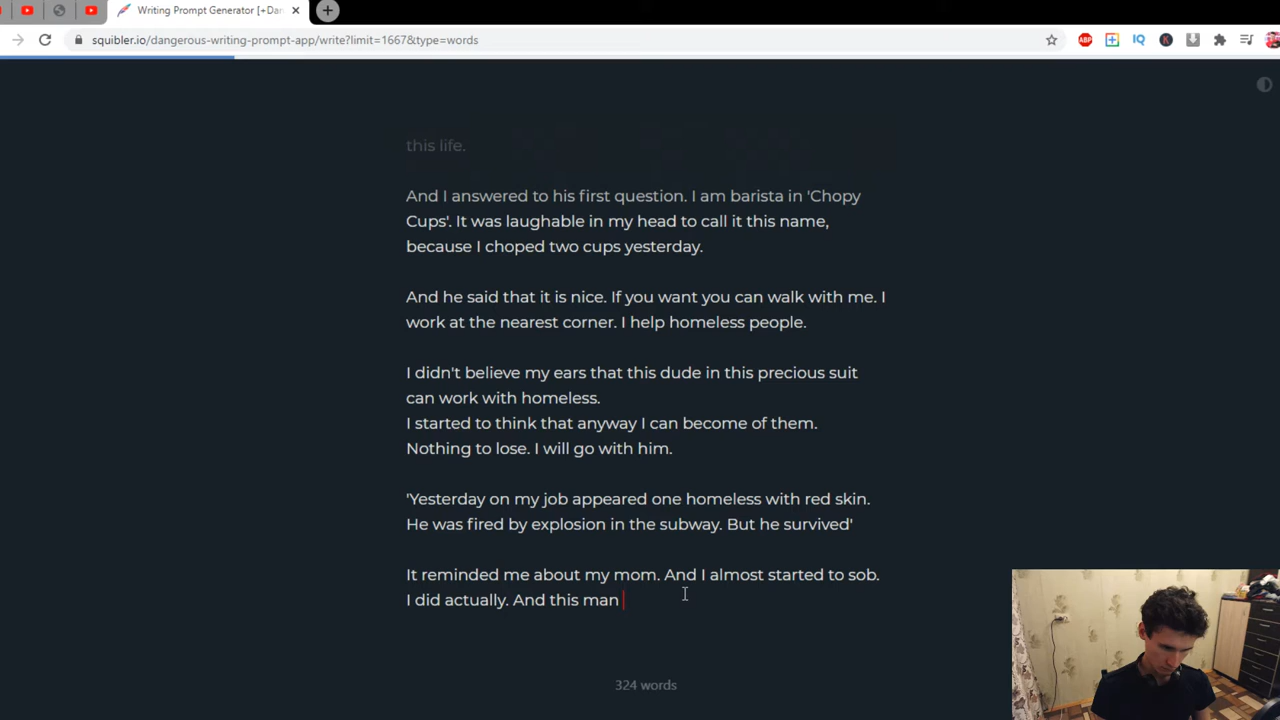 Writing Prompt Generator [+Dan
squibler.io/dangerous-writing-prompt-app/write?limit=1667&type=words
ABP
IQ
K
this life.
And I answered to his first question. I am barista in 'Chopy
Cups'. It was laughable in my head to call it this name,
because I choped two cups yesterday.
And he said that it is nice. If you want you can walk with me. I
work at the nearest corner. I help homeless people.
I didn't believe my ears that this dude in this precious suit
can work with homeless.
I started to think that anyway I can become of them.
Nothing to lose. I will go with him.
'Yesterday on my job appeared one homeless with red skin.
He was fired by explosion in the subway. But he survived'
It reminded me about my mom. And I almost started to sob.
I did actually. And this man
324 words